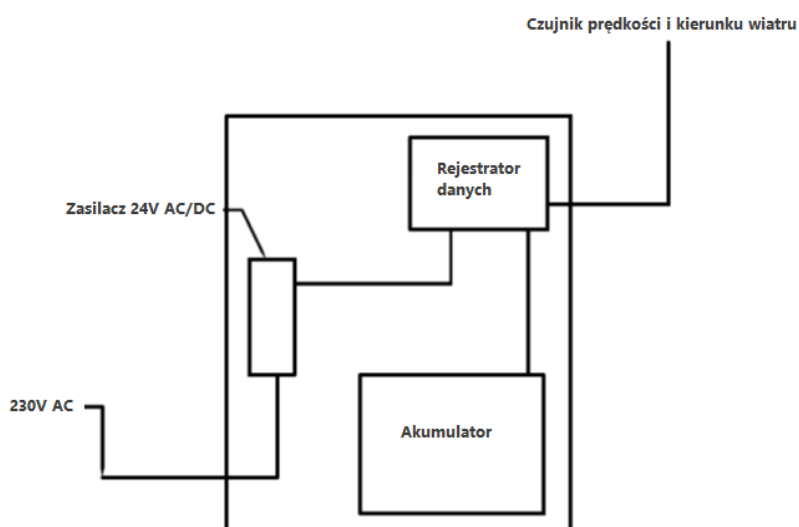 Czujnik prędkości i kierunku wiatru
Rejestrator
danych
Zasilacz 24V AC/DC
230V AC
Akumulator